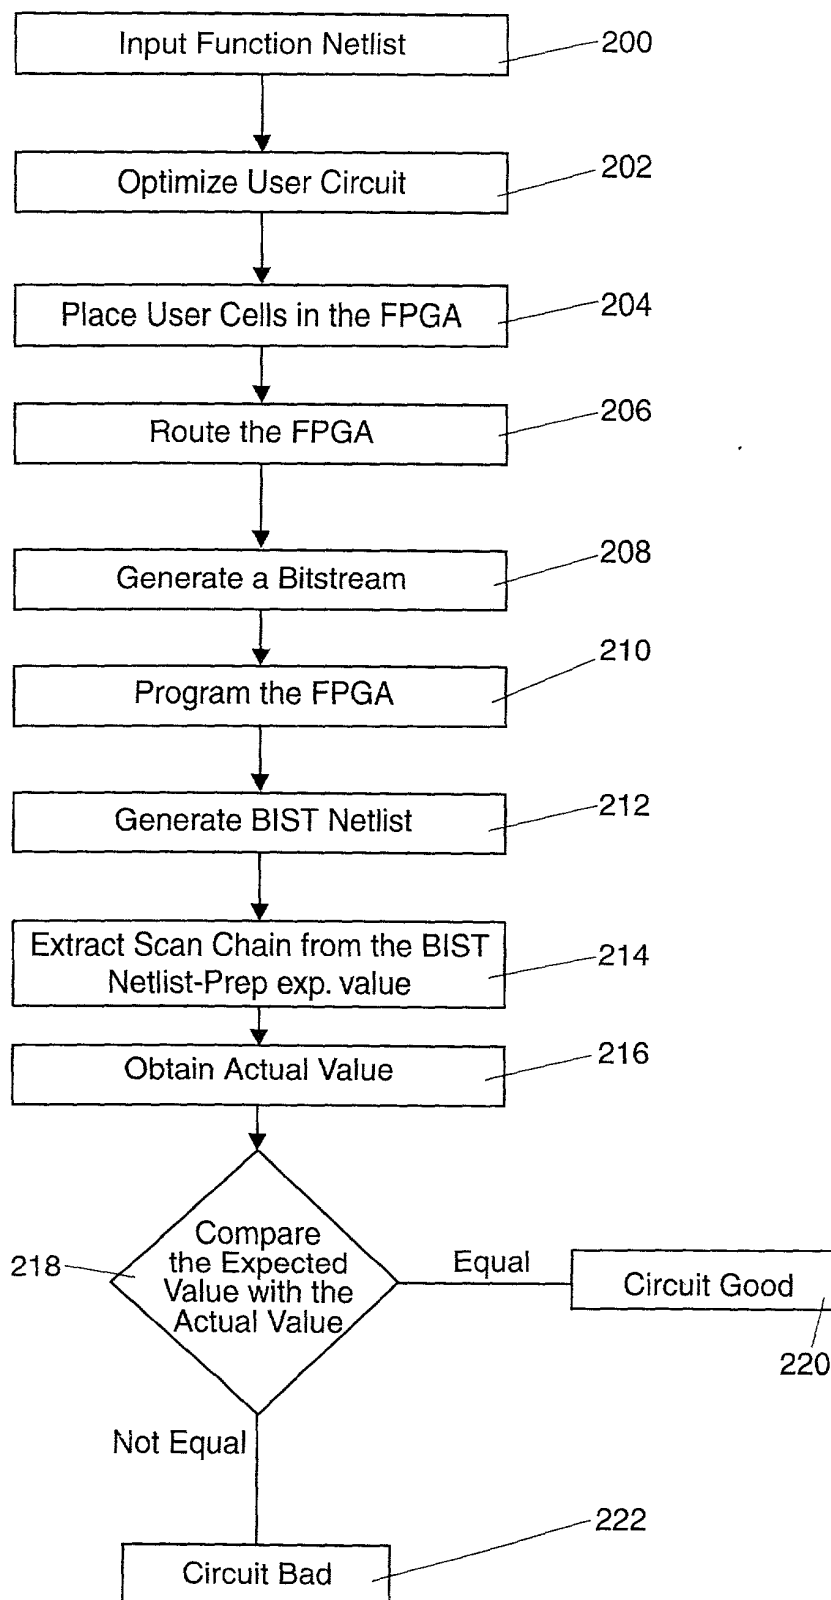 Input Function Netlist
200
Optimize User Circuit
202
Place User Cells in the FPGA
204
Route the FPGA
206
Generate a Bitstream
208
Program the FPGA
210
Generate BIST Netlist
212
Extract Scan Chain from the BIST
Netlist-Prep exp. value
214
Obtain Actual Value
216
Compare
the Expected
Value with the
Actual Value
218
Equal
Circuit Good
220
Not Equal
222
Circuit Bad